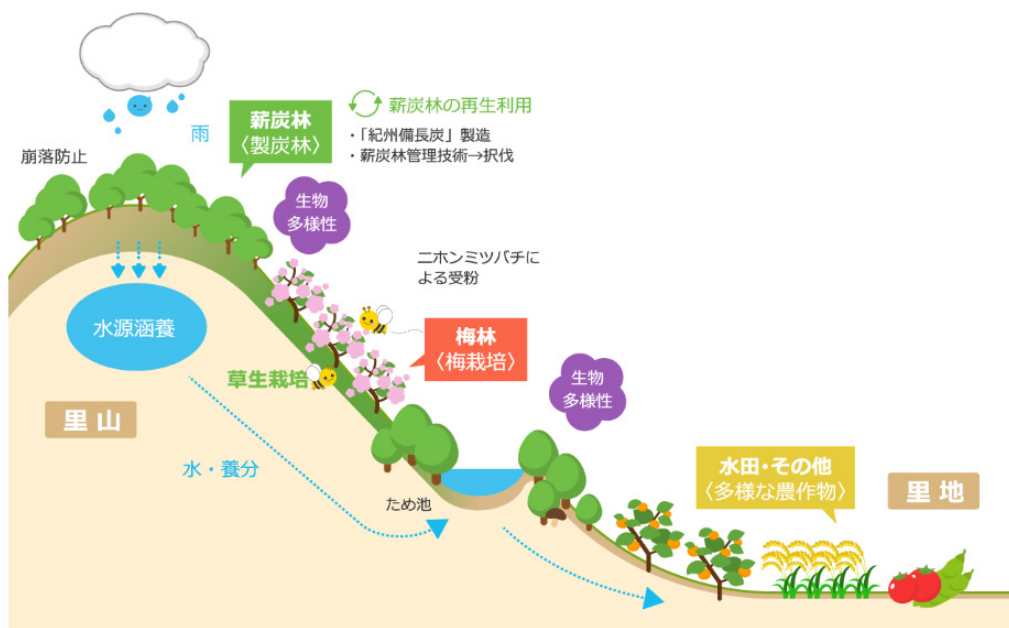 雨
薪炭林
〈製炭林〉
薪炭林の再生利用
・「紀州備長炭」製造
・薪炭林管理技術→択伐
崩落防止
生物
多様性
ニホンミツバチに
よる受粉
水源涵養
梅林
〈梅栽培〉
草生栽培
生物
多様性
里山
水・養分
ため池
水田・その他
〈多様な農作物〉
里地